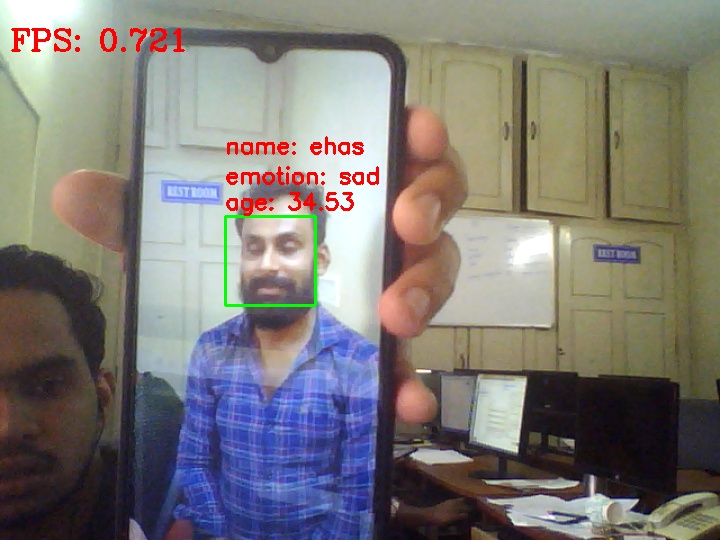 FPS: 0.721
name: ehas
emotion: sad
age: 34.53
REST ROOM
REST ROOM